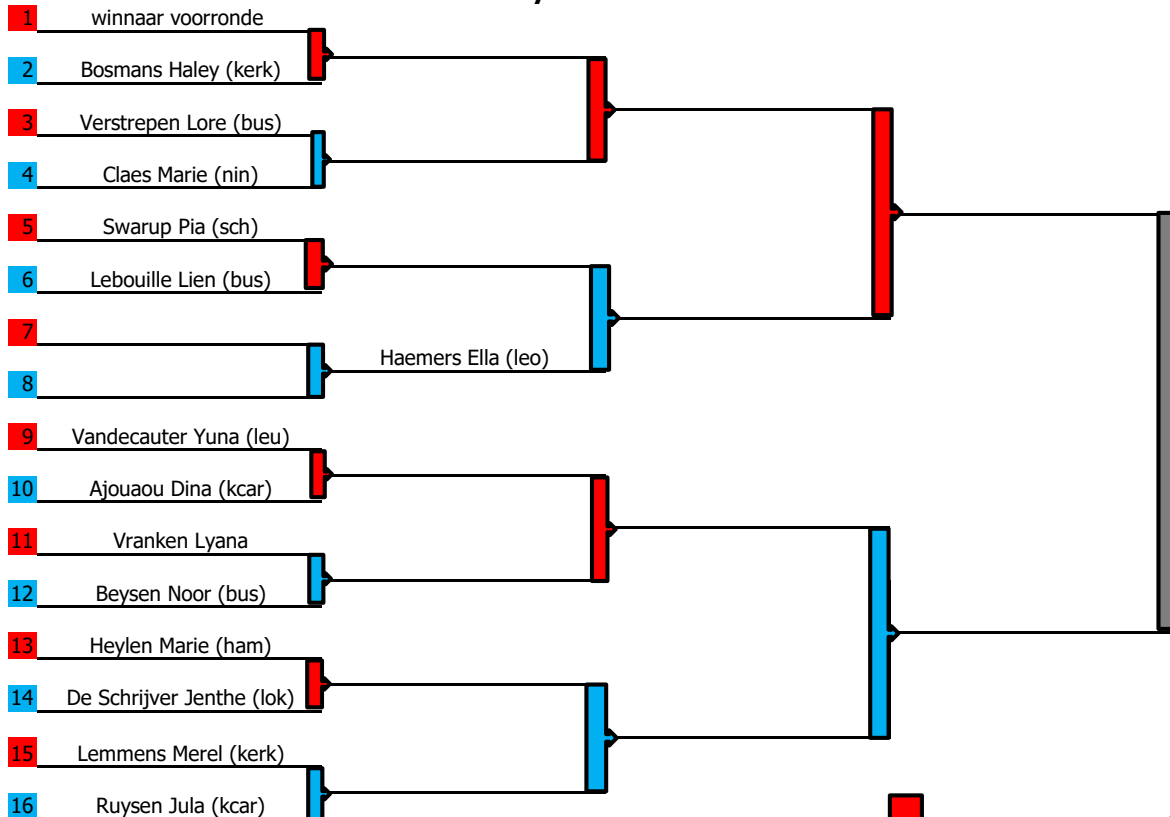 1 winnaar voorronde
2 Bosmans Haley (kerk)
3 Verstrepen Lore (bus)
4 Claes Marie (nin)
5 Swarup Pia (sch)
6 Lebouille Lien (bus)
7
Haemers Ella (leo)
8
9 Vandecauter Yuna (leu)
10 Ajouaou Dina (kcar)
11 Vranken Lyana
12 Beysen Noor (bus)
13 Heylen Marie (ham)
14 De Schrijver Jenthe (lok)
15 Lemmens Merel (kerk)
16 Ruysen Jula (kcar)